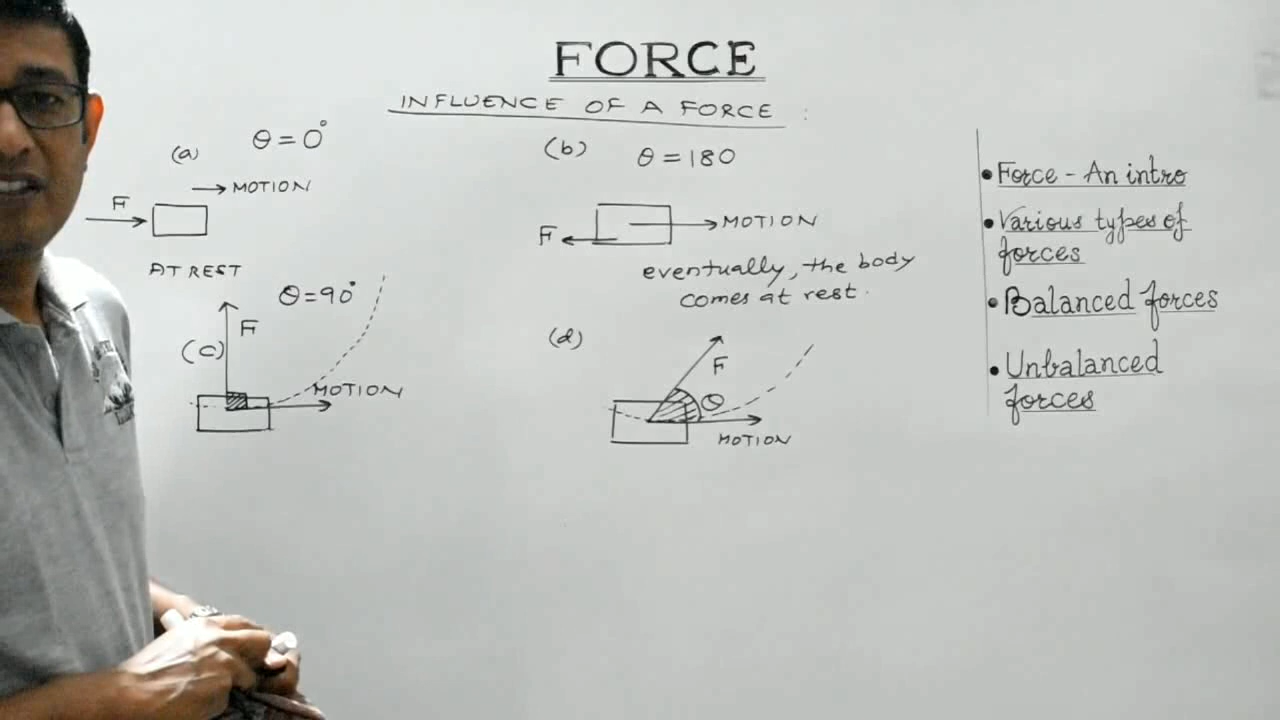 FORCE
INFLUENCE OF A FORCE :
(a) θ = 0°
F
→ MOTION
AT REST
(b) θ = 180
F
MOTION
eventually, the body
comes at rest.
(c) θ = 90°
F
MOTION
(d)
F
θ
MOTION
• Force - An intro
• Various types of
forces
• Balanced forces
• Unbalanced
forces